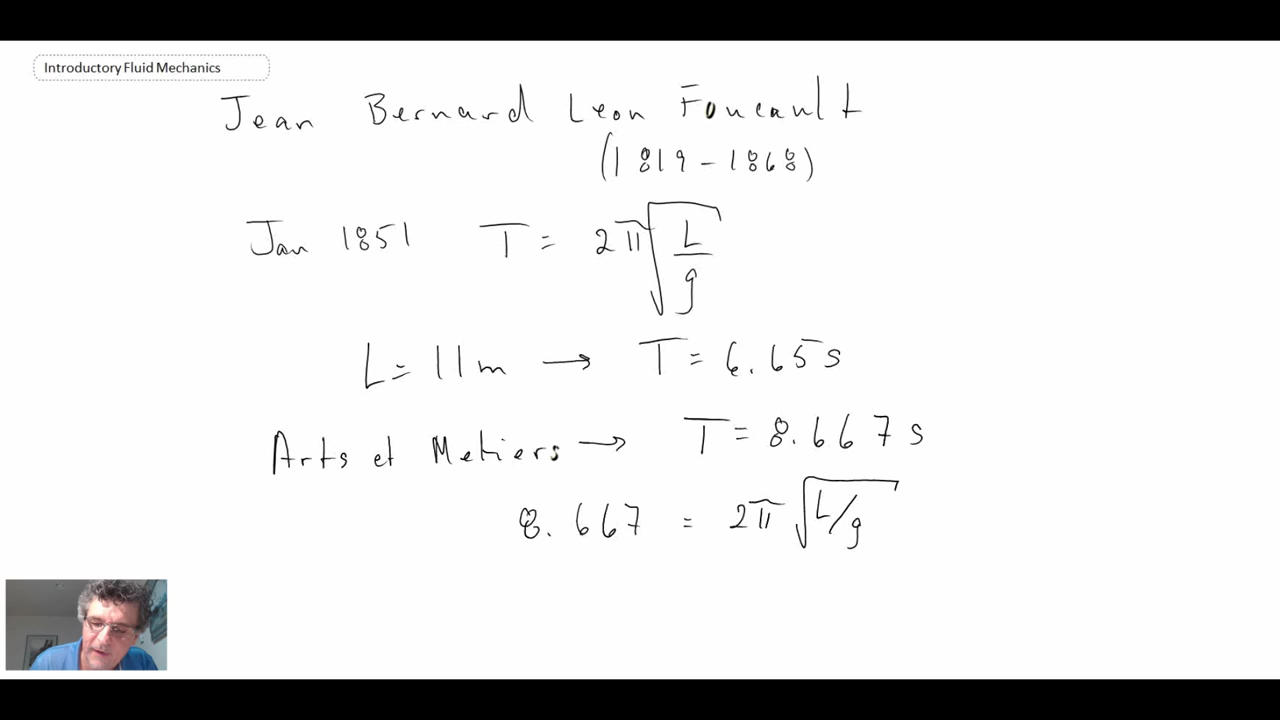 Introductory Fluid Mechanics
Jean Bernard Leon Foucault
(1819 - 1868)
Jan 1851 T = 2π√(L/g)
L = 11m → T = 6.65 s
Arts et Metiers → T = 8.667 s
8.667 = 2π√(L/g)